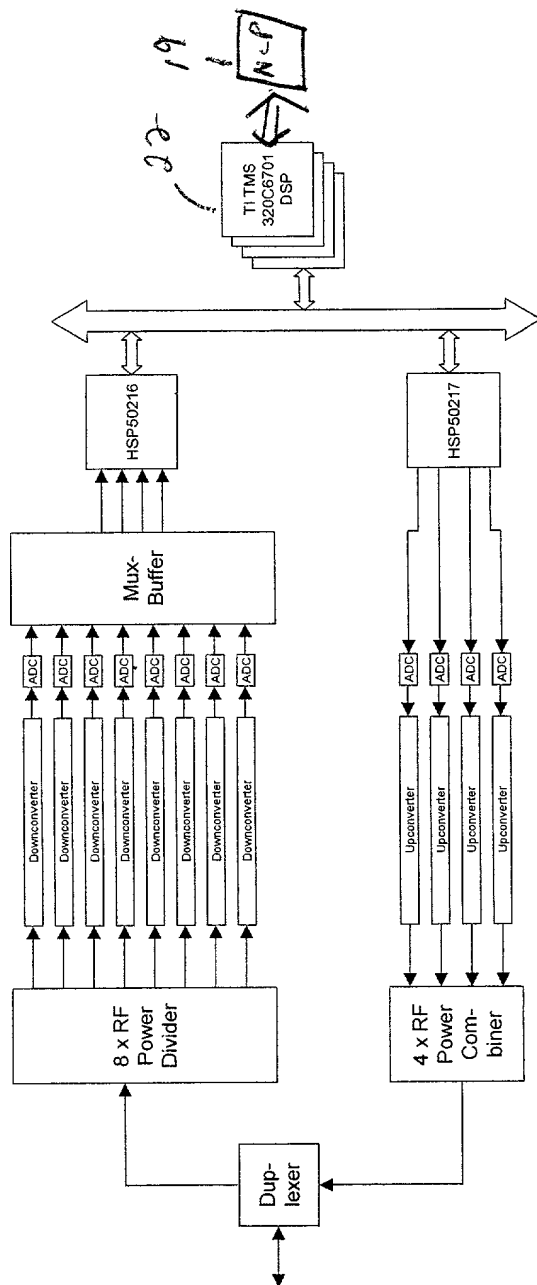 19
N-P
22
TI TMS
320C6701
DSP
HSP50216
HSP50217
Mux-
Buffer
ADC
ADC
ADC
ADC
ADC
ADC
ADC
ADC
ADC
ADC
ADC
ADC
Downconverter
Downconverter
Downconverter
Downconverter
Downconverter
Downconverter
Downconverter
Downconverter
Upconverter
Upconverter
Upconverter
Upconverter
8 x RF
Power
Divider
4 x RF
Power
Com-
biner
Dup-
lexer